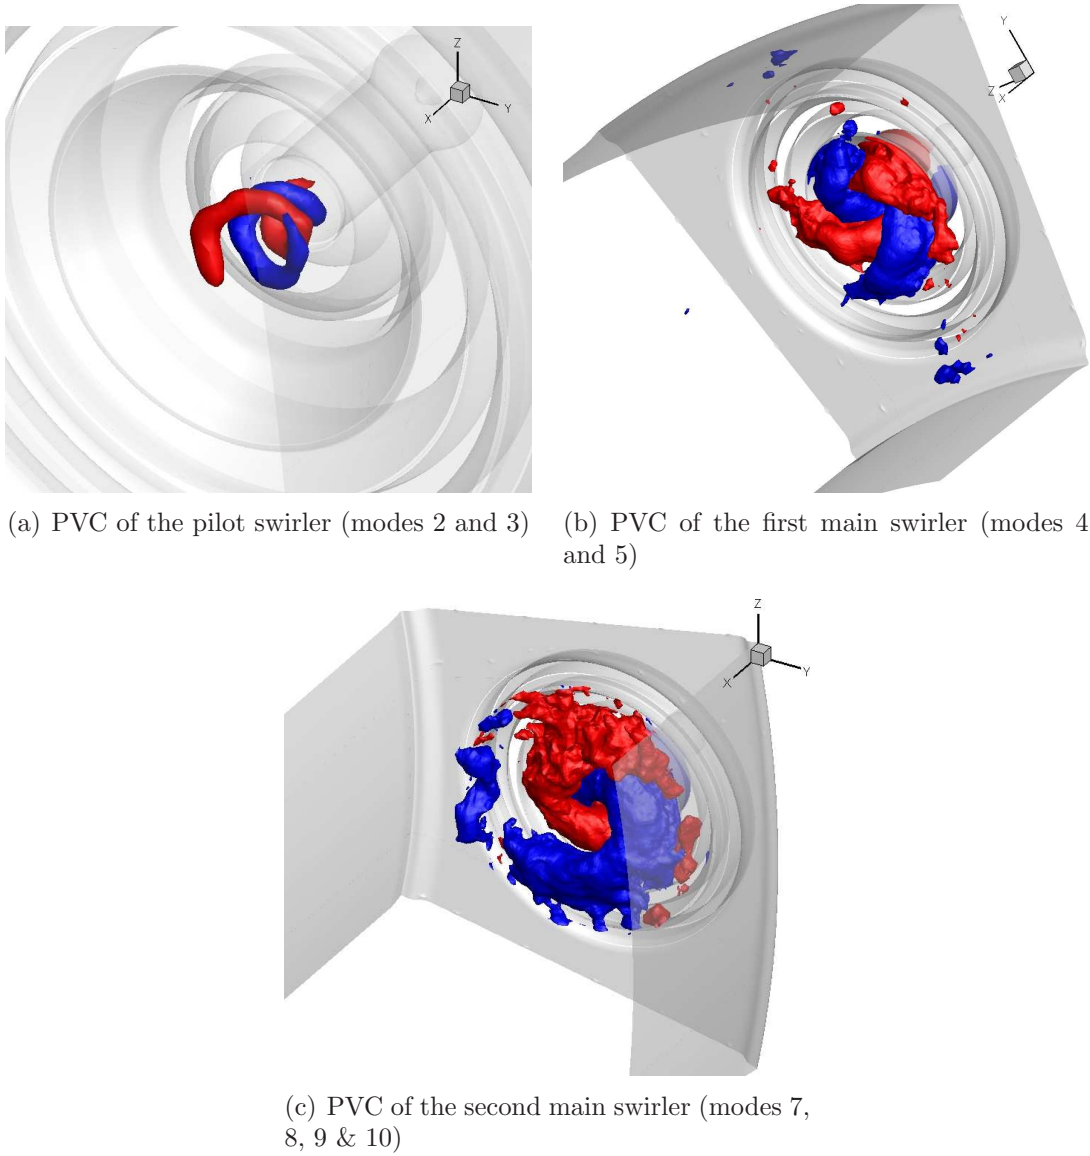 Z
Y
X
Y
Z
X
(a) PVC of the pilot swirler (modes 2 and 3)
(b) PVC of the first main swirler (modes 4
and 5)
Z
Y
X
(c) PVC of the second main swirler (modes 7,
8, 9 & 10)